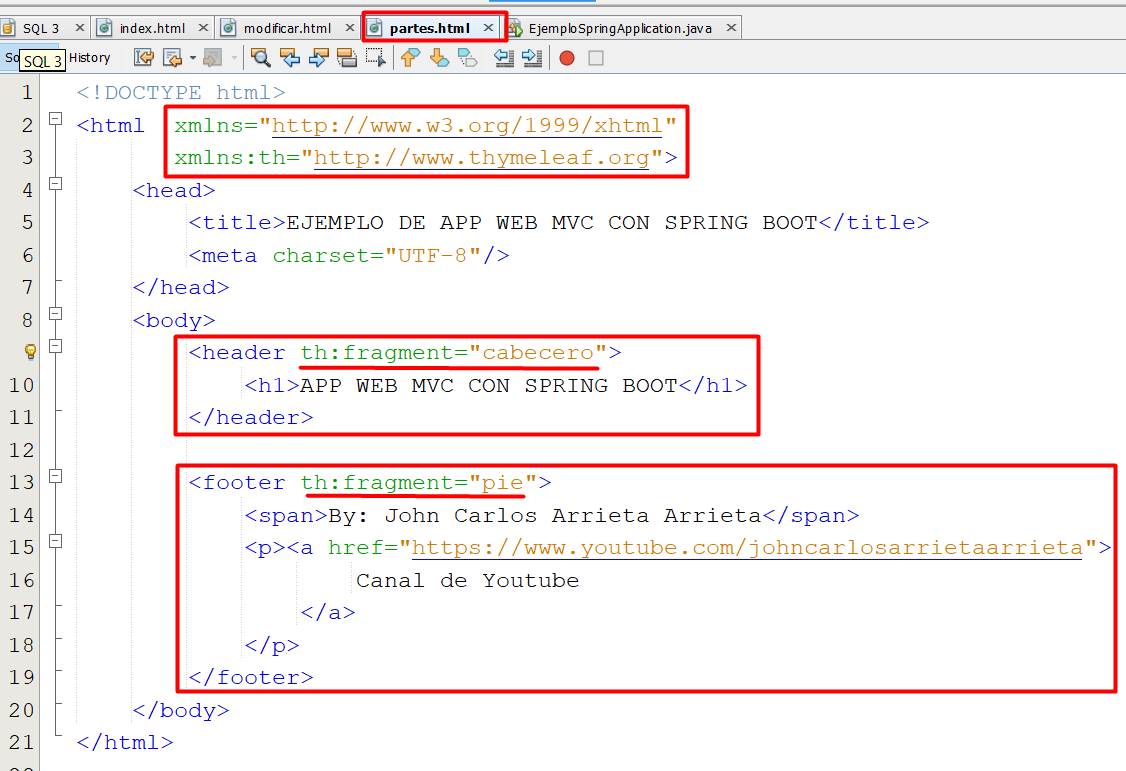 SQL 3 index.html modificar.html partes.html EjemploSpringApplication.java
So SQL 3 History
1 <!DOCTYPE html>
2 <html xmlns="http://www.w3.org/1999/xhtml"
3 xmlns:th="http://www.thymeleaf.org">
4 <head>
5 <title>EJEMPLO DE APP WEB MVC CON SPRING BOOT</title>
6 <meta charset="UTF-8"/>
7 </head>
8 <body>
<header th:fragment="cabecero">
10 <h1>APP WEB MVC CON SPRING BOOT</h1>
11 </header>
12
13 <footer th:fragment="pie">
14 <span>By: John Carlos Arrieta Arrieta</span>
15 <p><a href="https://www.youtube.com/johncarlosarrietaarrieta">
16 Canal de Youtube
17 </a>
18 </p>
19 </footer>
20 </body>
21 </html>